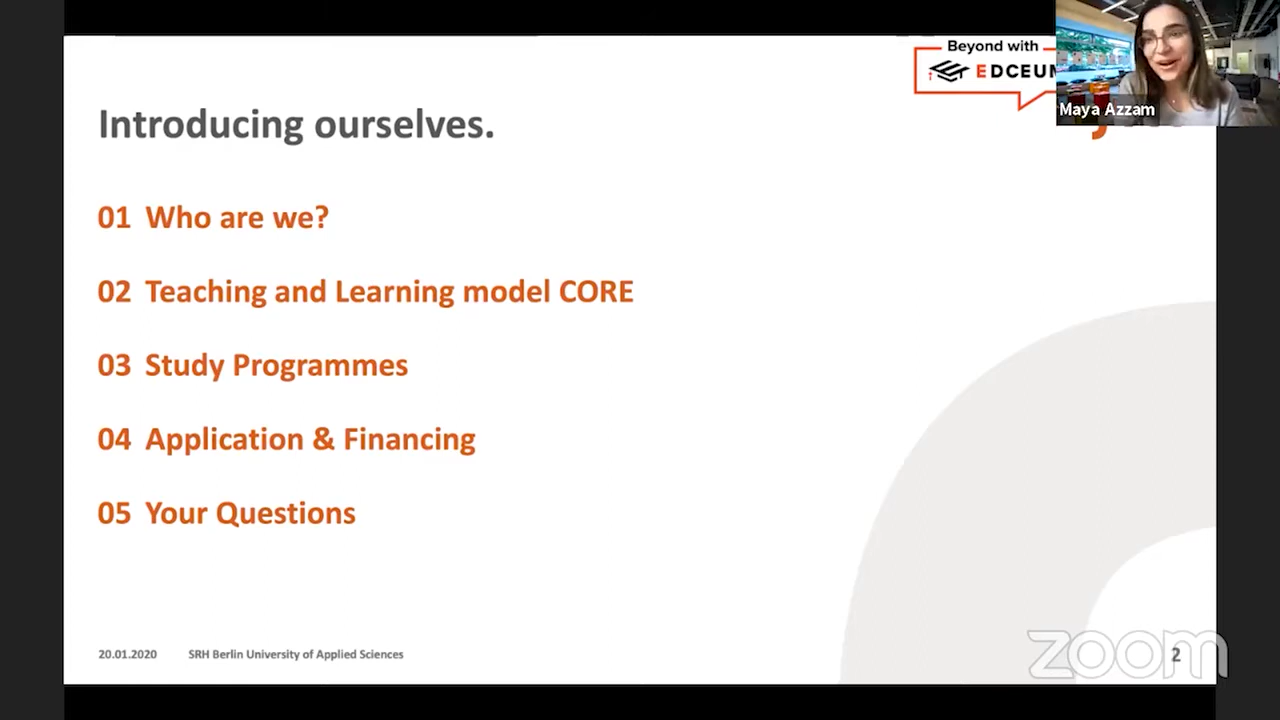 Beyond with
EDCEUM
Maya Azzam
Introducing ourselves.
01 Who are we?
02 Teaching and Learning model CORE
03 Study Programmes
04 Application & Financing
05 Your Questions
20.01.2020 SRH Berlin University of Applied Sciences
zoom
2